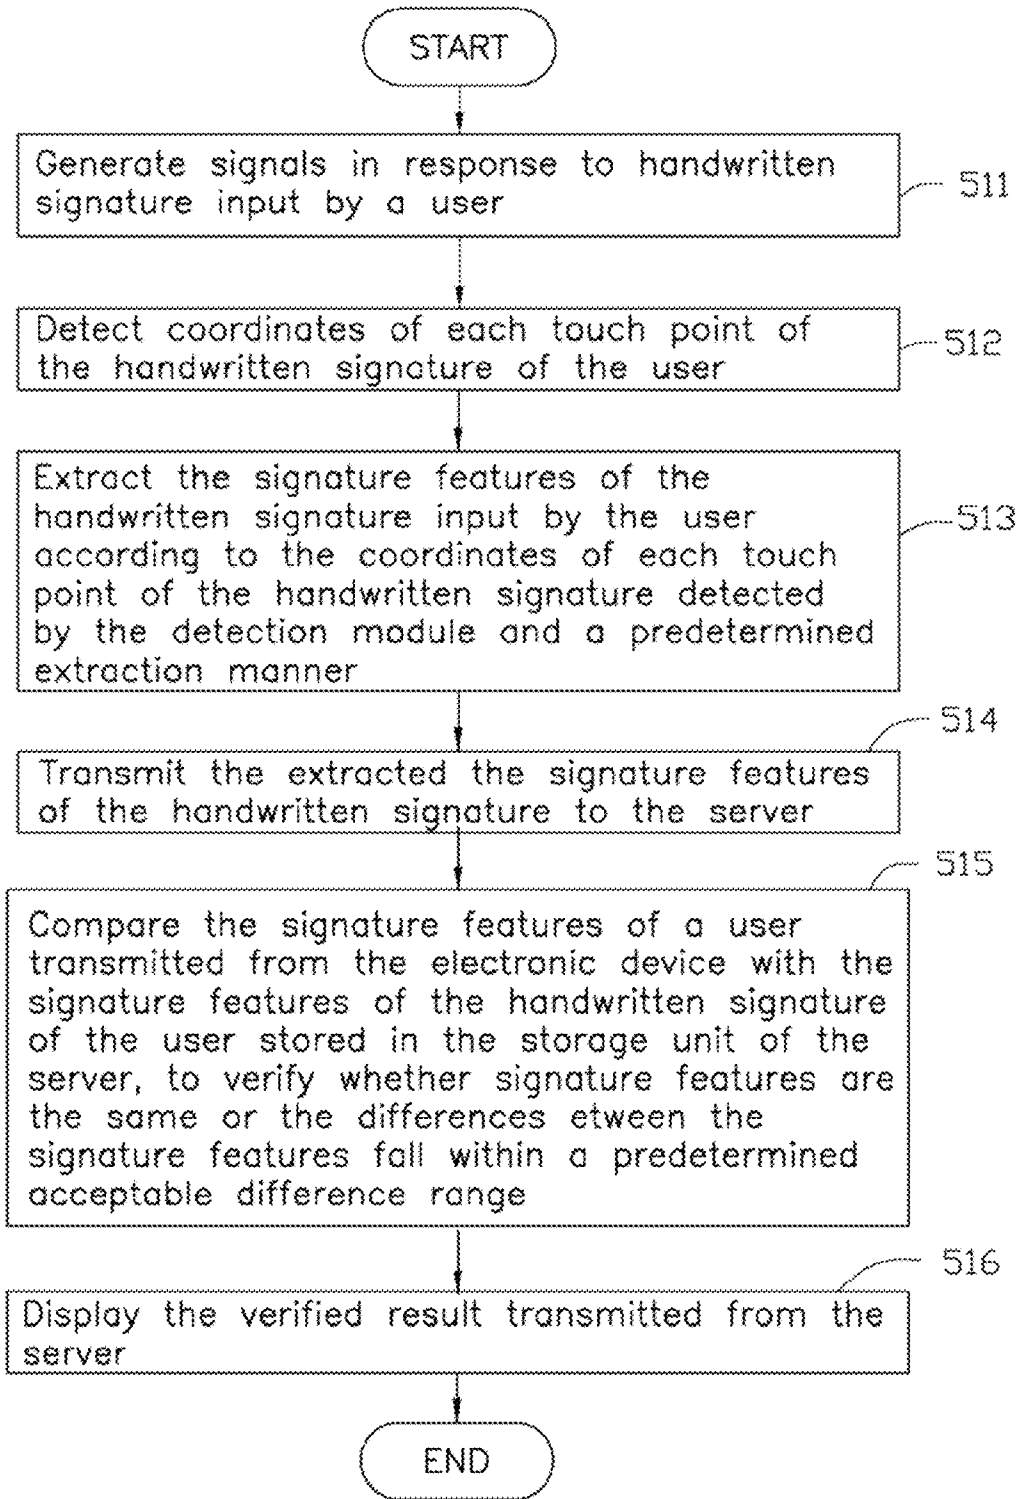 START
Generate signals in response to handwritten
signature input by a user
511
Detect coordinates of each touch point of
the handwritten signature of the user
512
Extract the signature features of the
handwritten signature input by the user
according to the coordinates of each touch
point of the handwritten signature detected
by the detection module and a predetermined
extraction manner
513
Transmit the extracted the signature features
of the handwritten signature to the server
514
Compare the signature features of a user
transmitted from the electronic device with the
signature features of the handwritten signature
of the user stored in the storage unit of the
server, to verify whether signature features are
the same or the differences etween the
signature features fall within a predetermined
acceptable difference range
515
Display the verified result transmitted from the
server
516
END